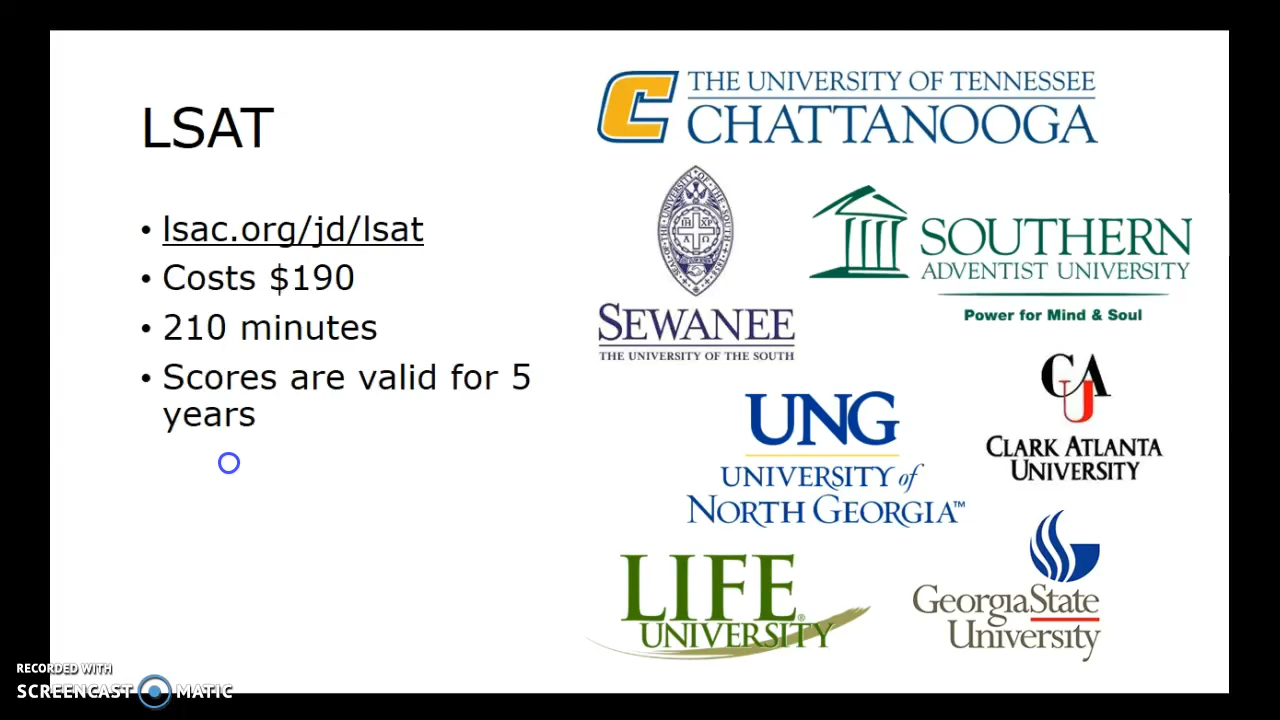 LSAT
• lsac.org/jd/lsat
• Costs $190
• 210 minutes
• Scores are valid for 5
years
THE UNIVERSITY OF TENNESSEE
C CHATTANOOGA
SEWANEE
THE UNIVERSITY OF THE SOUTH
SOUTHERN
ADVENTIST UNIVERSITY
Power for Mind & Soul
UNG
UNIVERSITY of
NORTH GEORGIA™
CAU
CLARK ATLANTA
UNIVERSITY
LIFE®
UNIVERSITY
GeorgiaState
University
RECORDED WITH
SCREENCAST MATIC